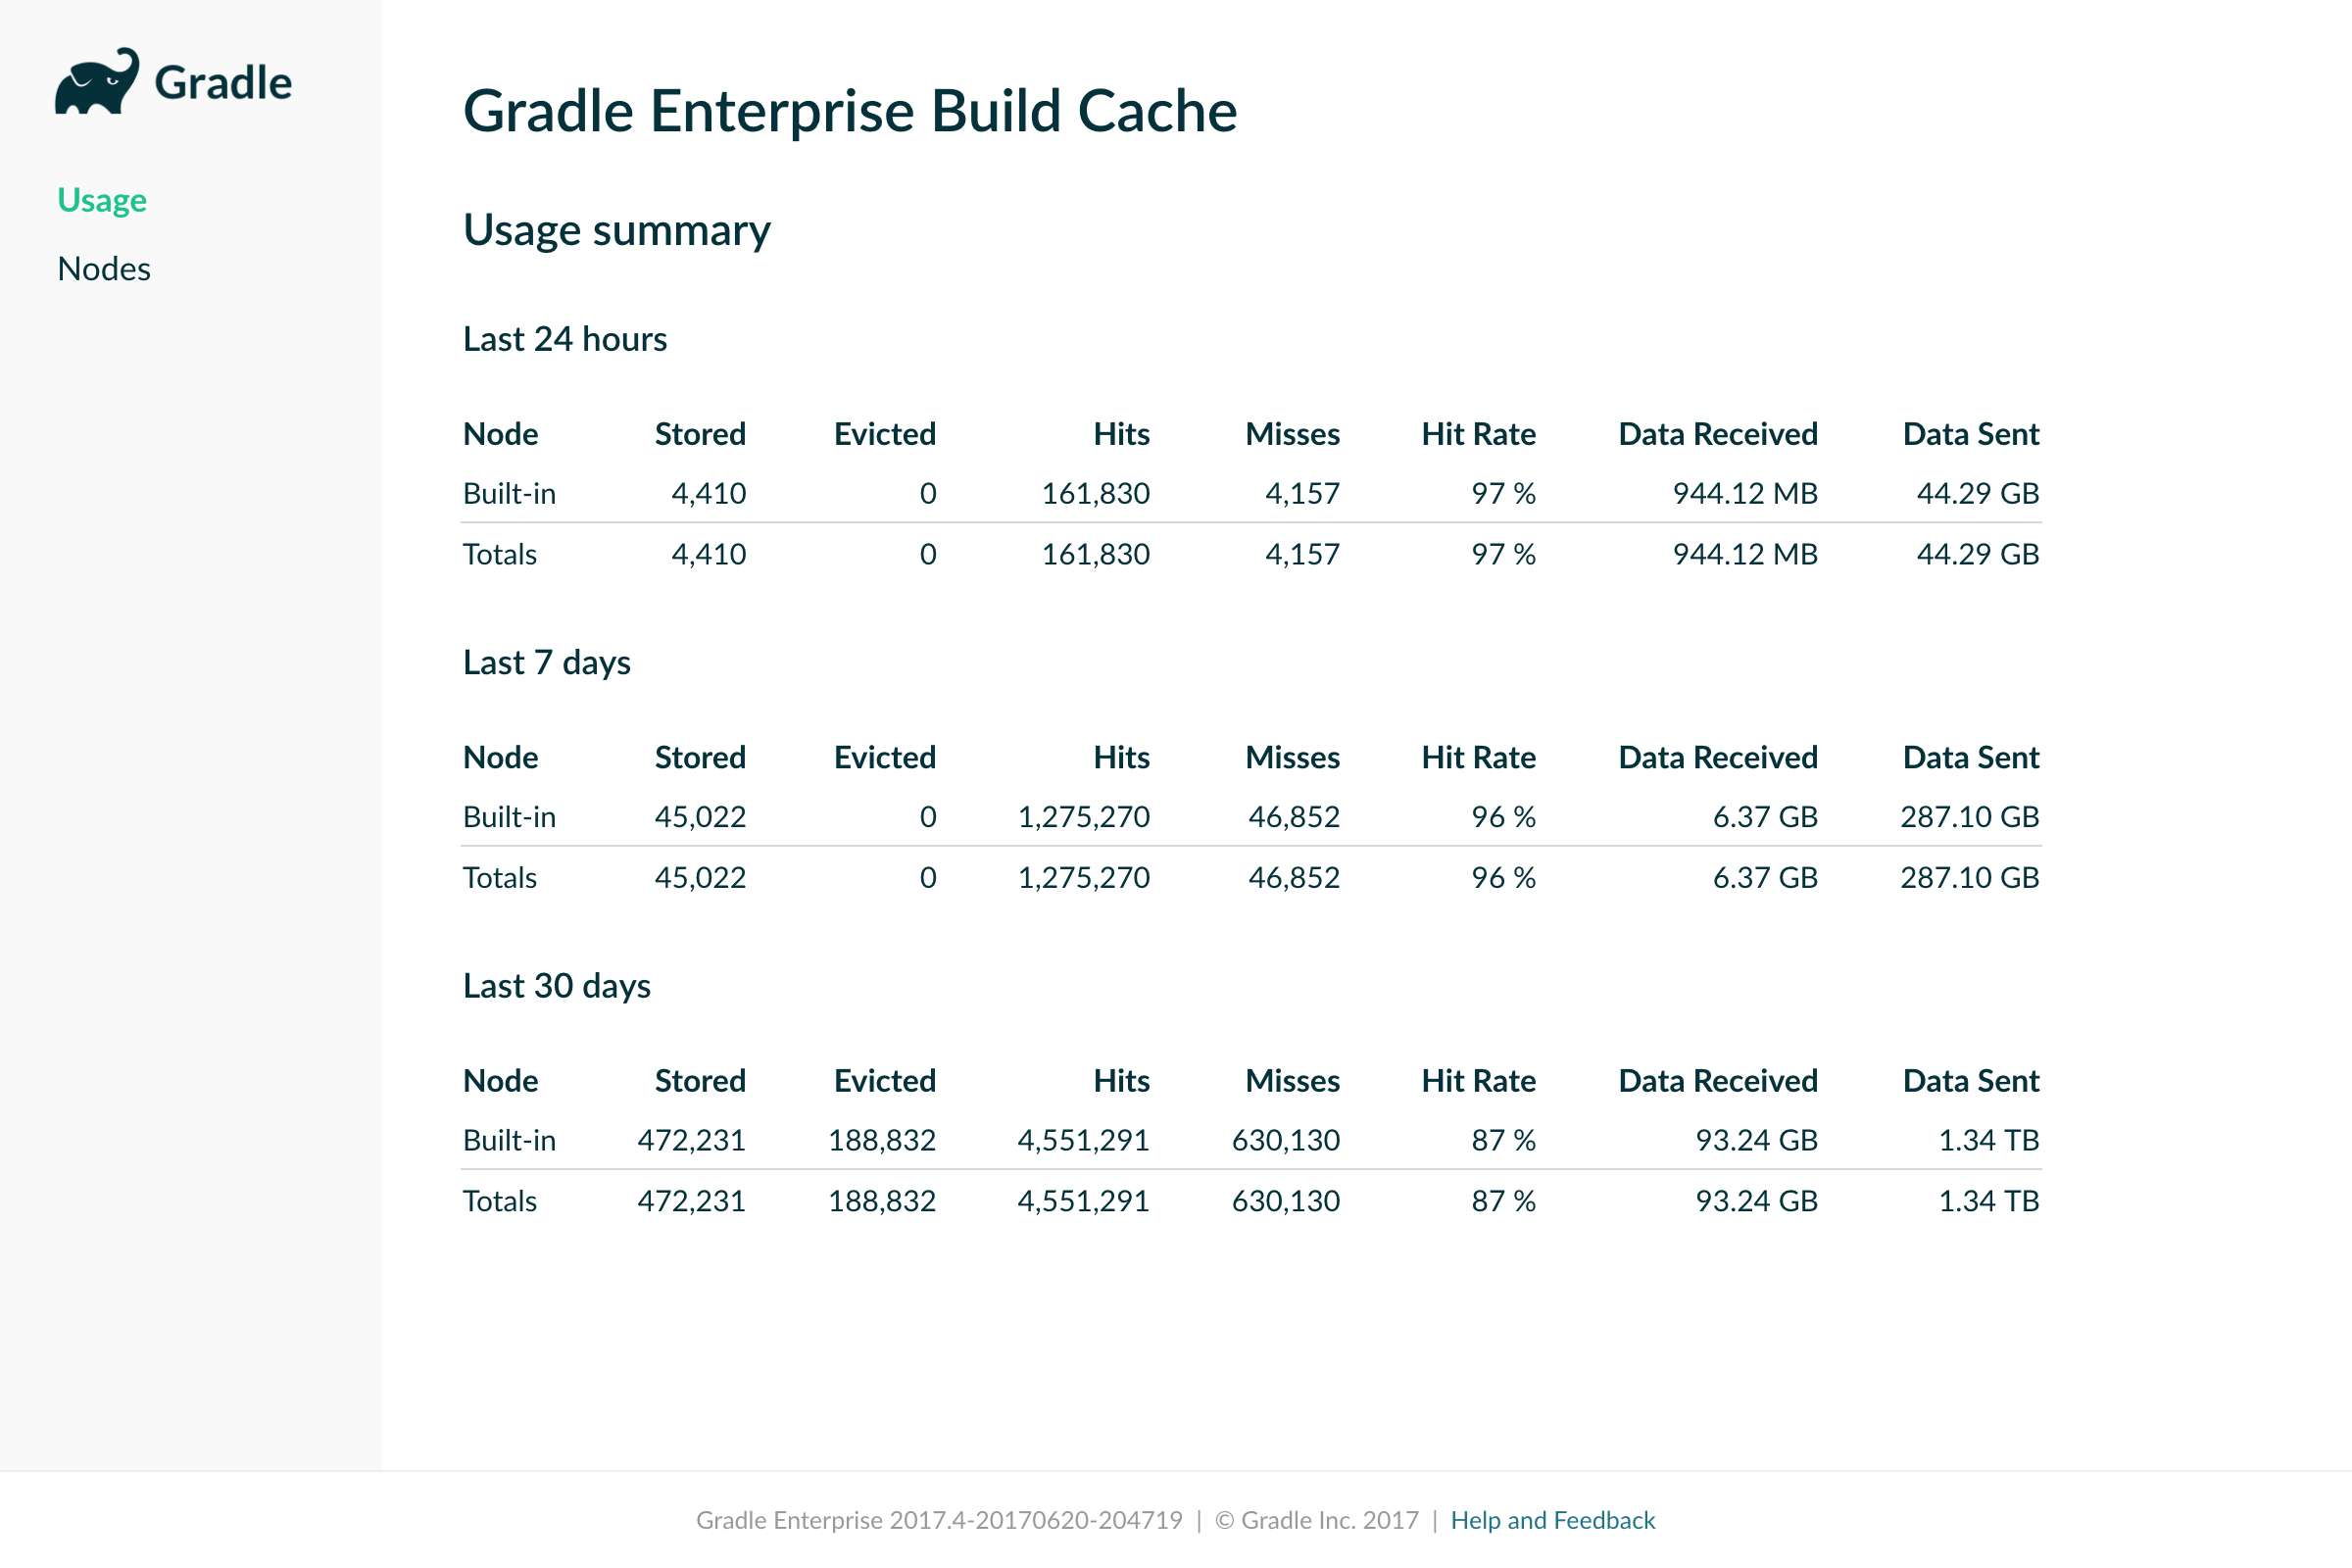 Gradle
Usage
Nodes
Gradle Enterprise Build Cache
Usage summary
Last 24 hours
Node Stored Evicted Hits Misses Hit Rate Data Received Data Sent
Built-in 4,410 0 161,830 4,157 97 % 944.12 MB 44.29 GB
Totals 4,410 0 161,830 4,157 97 % 944.12 MB 44.29 GB
Last 7 days
Node Stored Evicted Hits Misses Hit Rate Data Received Data Sent
Built-in 45,022 0 1,275,270 46,852 96 % 6.37 GB 287.10 GB
Totals 45,022 0 1,275,270 46,852 96 % 6.37 GB 287.10 GB
Last 30 days
Node Stored Evicted Hits Misses Hit Rate Data Received Data Sent
Built-in 472,231 188,832 4,551,291 630,130 87 % 93.24 GB 1.34 TB
Totals 472,231 188,832 4,551,291 630,130 87 % 93.24 GB 1.34 TB
Gradle Enterprise 2017.4-20170620-204719 | © Gradle Inc. 2017 | Help and Feedback